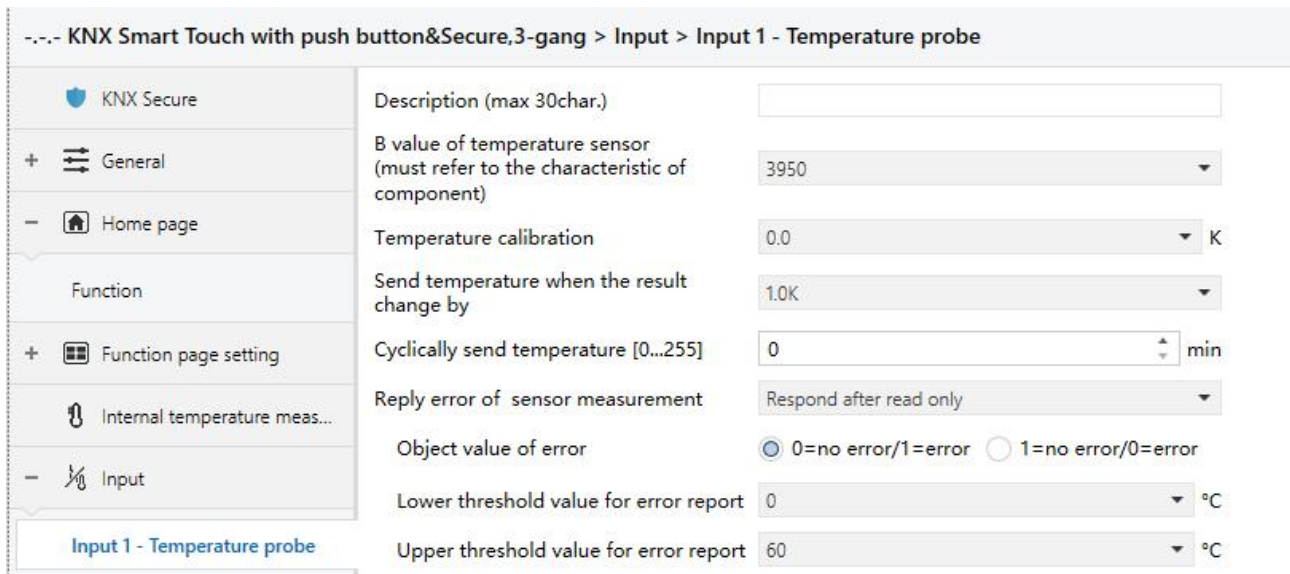 -.-.- KNX Smart Touch with push button&Secure,3-gang > Input > Input 1 - Temperature probe
KNX Secure
+ General
− Home page
Function
+ Function page setting
Internal temperature meas...
− Input
Input 1 - Temperature probe
Description (max 30char.)
B value of temperature sensor
(must refer to the characteristic of
component)
3950
Temperature calibration
0.0 K
Send temperature when the result
change by
1.0K
Cyclically send temperature [0...255]
0 min
Reply error of sensor measurement
Respond after read only
Object value of error
0=no error/1=error 1=no error/0=error
Lower threshold value for error report
0 °C
Upper threshold value for error report
60 °C